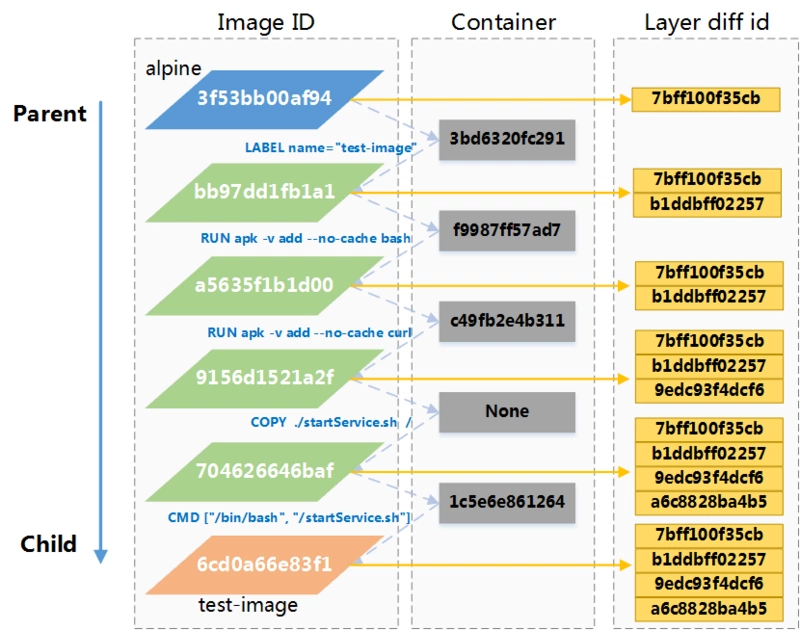 Image ID
Container
Layer diff id
alpine
3f53bb00af94
7bff100f35cb
Parent
3bd6320fc291
LABEL name="test-image"
bb97dd1fb1a1
7bff100f35cb
b1ddbff02257
f9987ff57ad7
RUN apk -v add --no-cache bash
a5635f1b1d00
7bff100f35cb
b1ddbff02257
c49fb2e4b311
RUN apk -v add --no-cache curl
9156d1521a2f
7bff100f35cb
b1ddbff02257
9edc93f4dcf6
None
COPY ./startService.sh /
704626646baf
7bff100f35cb
b1ddbff02257
9edc93f4dcf6
a6c8828ba4b5
1c5e6e861264
CMD ["/bin/bash", "/startService.sh"]
Child
6cd0a66e83f1
7bff100f35cb
b1ddbff02257
9edc93f4dcf6
a6c8828ba4b5
test-image